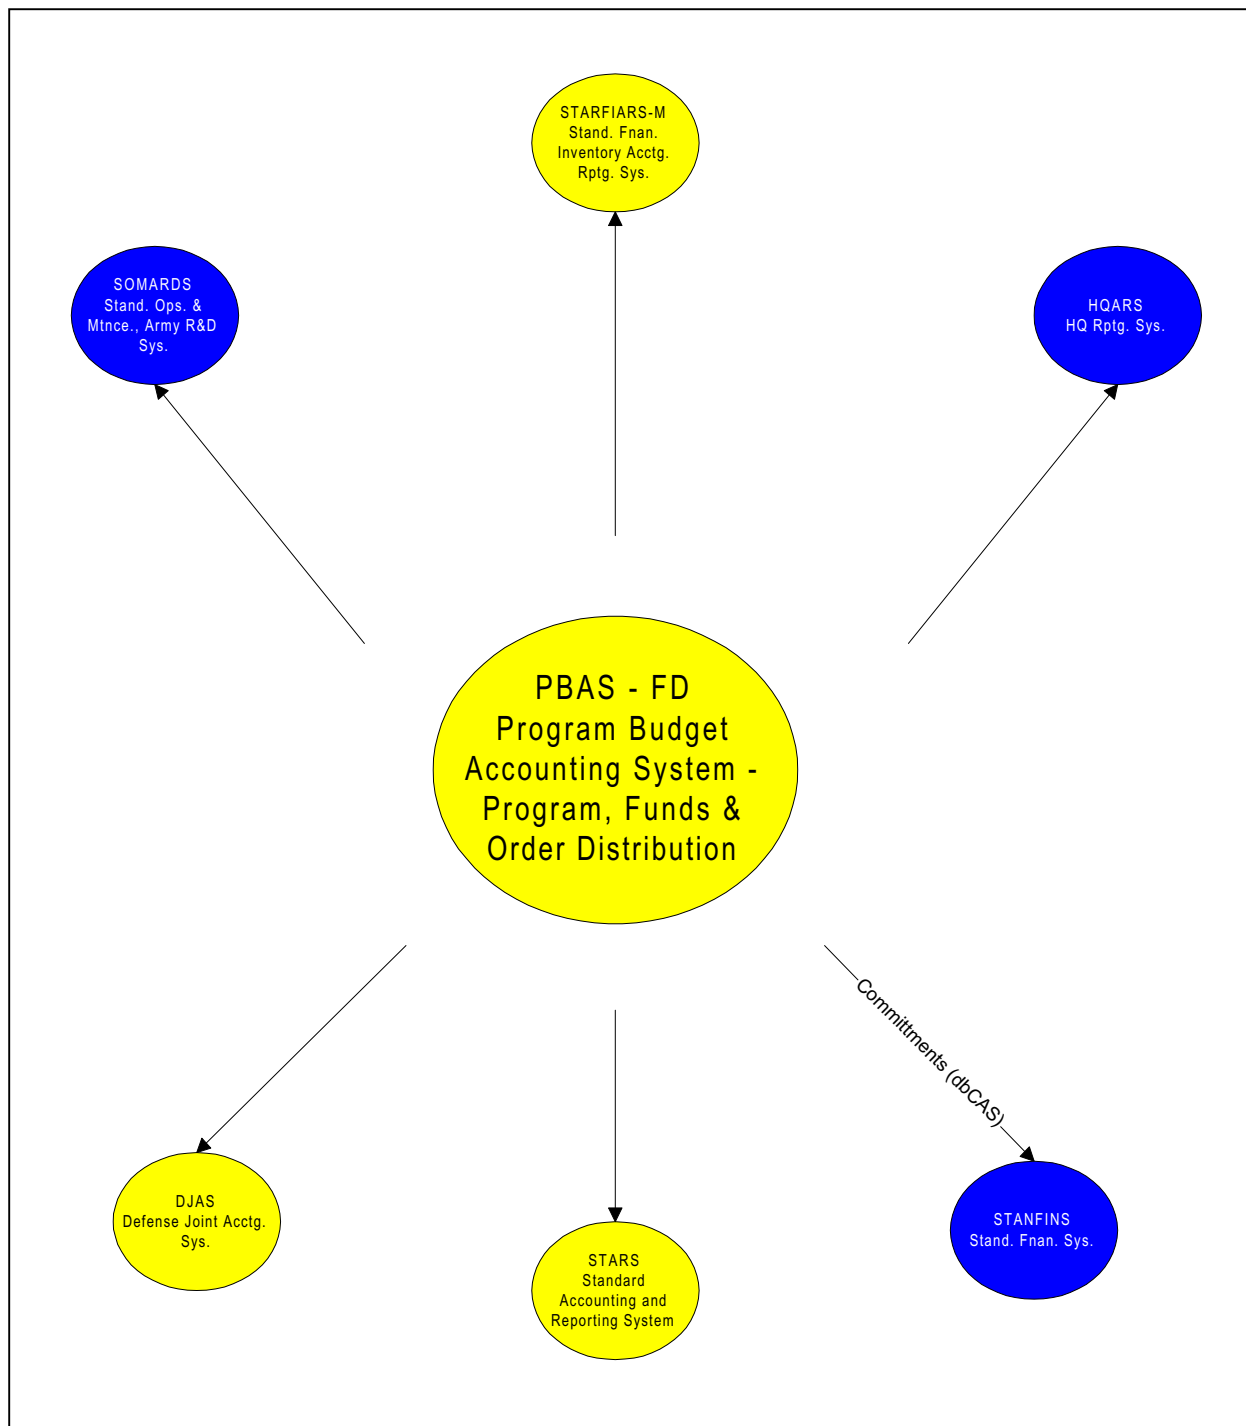 STARFIARS-M
Stand. Fnan.
Inventory Acctg.
Rptg. Sys.
SOMARDS
Stand. Ops. &
Mtnce., Army R&D
Sys.
HQARS
HQ Rptg. Sys.
PBAS - FD
Program Budget
Accounting System -
Program, Funds &
Order Distribution
Committments (dbCAS)
DJAS
Defense Joint Acctg.
Sys.
STARS
Standard
Accounting and
Reporting System
STANFINS
Stand. Fnan. Sys.